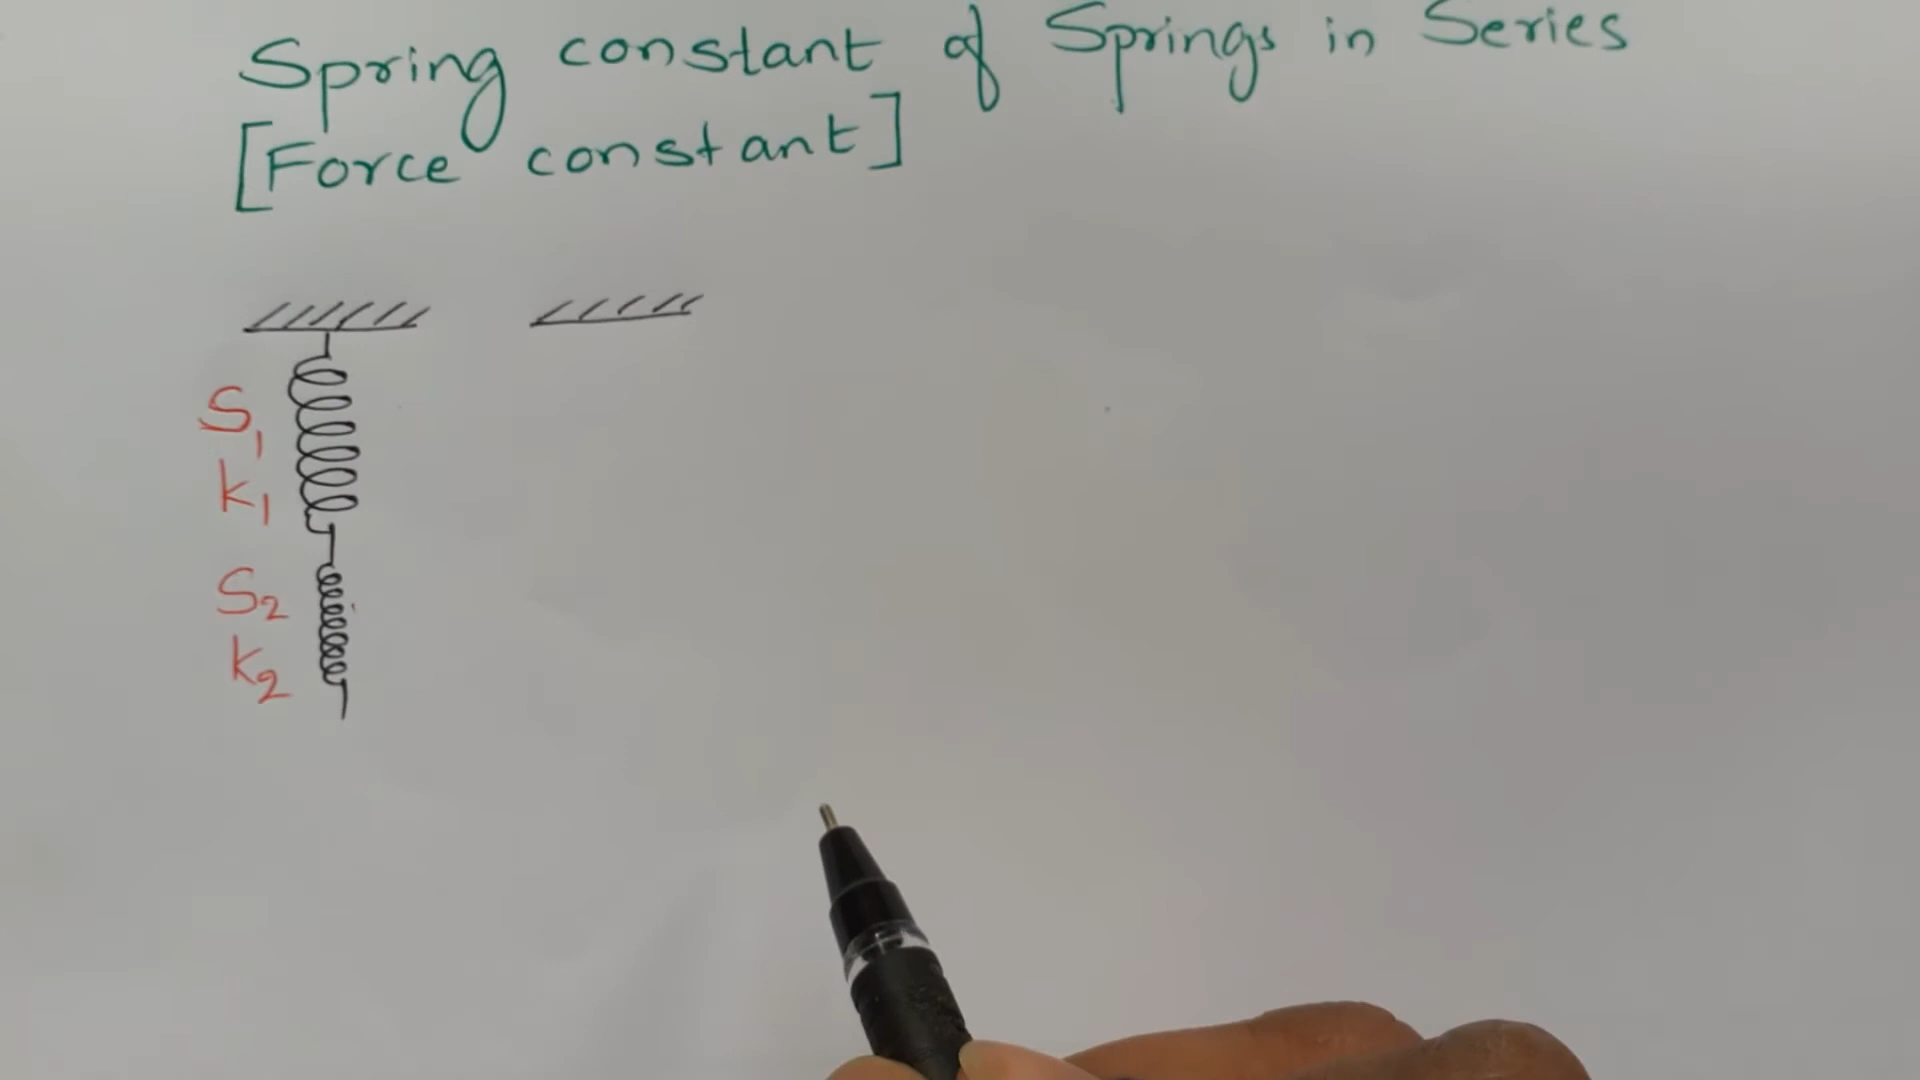 Spring constant of Springs in Series
[Force constant]
S1
k1
S2
k2